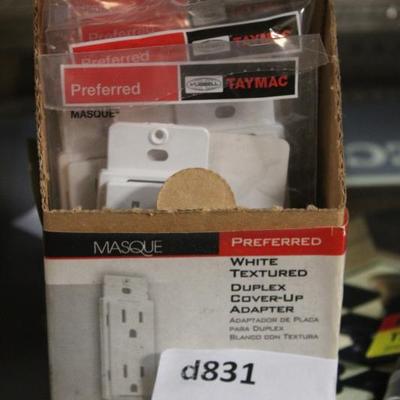 Preferred
Preferred
HUBBELL
TAYMAC
MASQUE
MASQUE
PREFERRED
WHITE
TEXTURED
DUPLEX
COVER-UP
ADAPTER
ADAPTADOR DE PLACA
PARA DUPLEX
BLANCO CON TEXTURA
d831